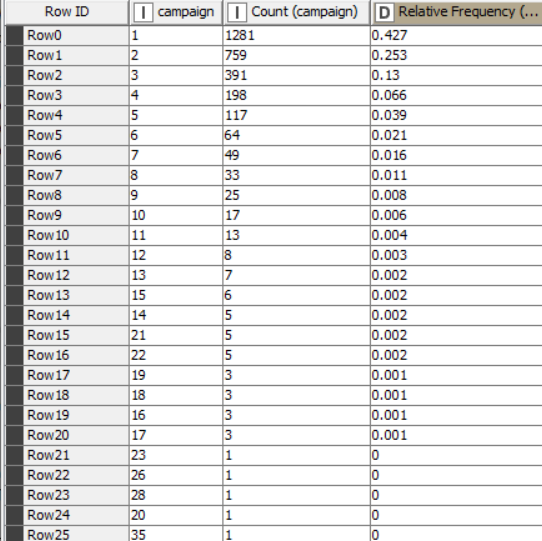 Row ID I campaign I Count (campaign) D Relative Frequency (...
Row0 1 1281 0.427
Row1 2 759 0.253
Row2 3 391 0.13
Row3 4 198 0.066
Row4 5 117 0.039
Row5 6 64 0.021
Row6 7 49 0.016
Row7 8 33 0.011
Row8 9 25 0.008
Row9 10 17 0.006
Row10 11 13 0.004
Row11 12 8 0.003
Row12 13 7 0.002
Row13 15 6 0.002
Row14 14 5 0.002
Row15 21 5 0.002
Row16 22 5 0.002
Row17 19 3 0.001
Row18 18 3 0.001
Row19 16 3 0.001
Row20 17 3 0.001
Row21 23 1 0
Row22 26 1 0
Row23 28 1 0
Row24 20 1 0
Row25 35 1 0